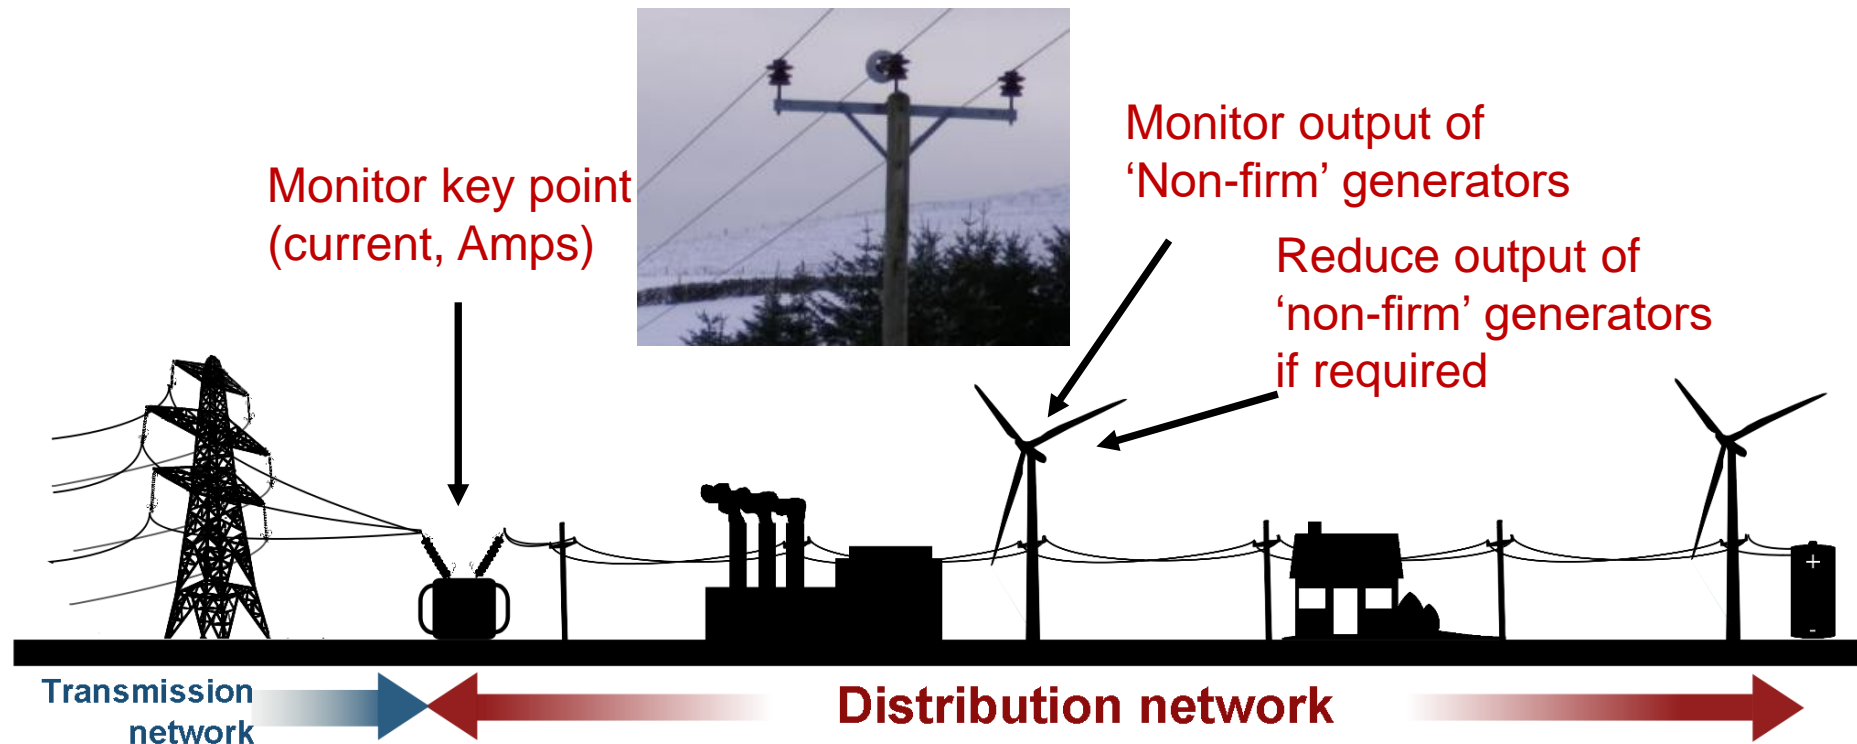 Monitor key point
(current, Amps)
Monitor output of
‘Non-firm’ generators
Reduce output of
‘non-firm’ generators
if required
+
-
Transmission
network
Distribution network